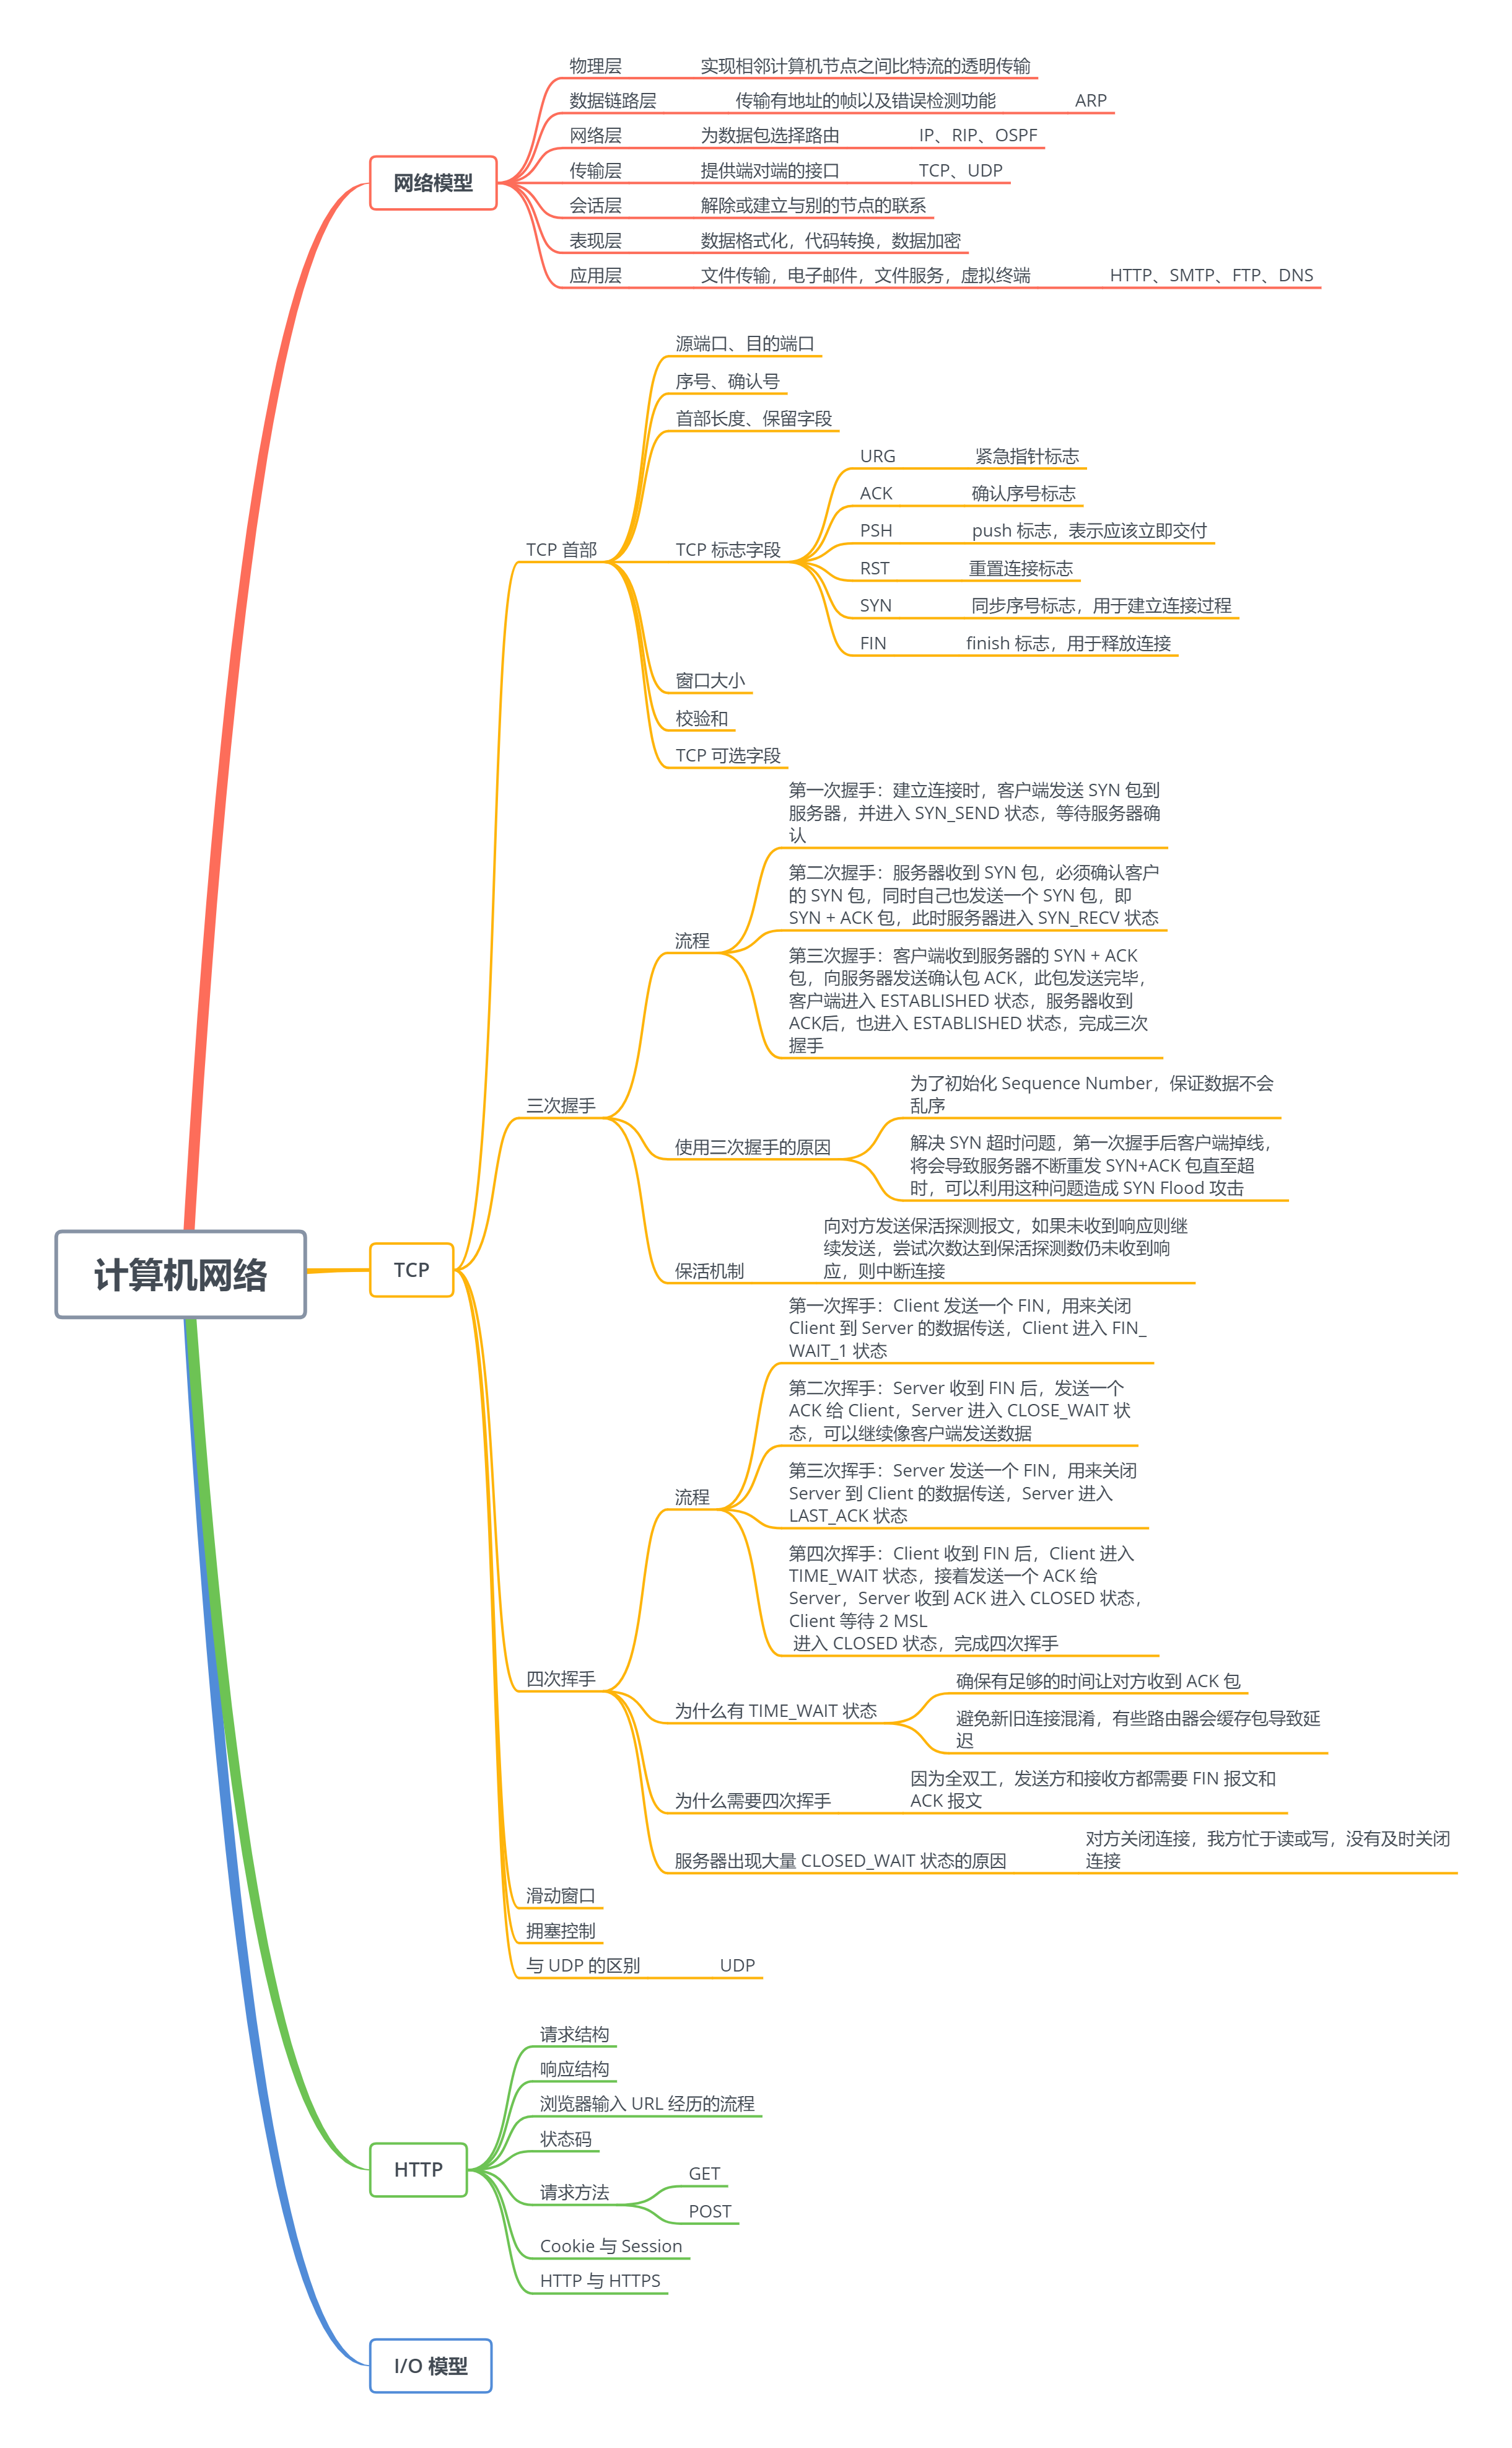 计算机网络
网络模型
物理层
实现相邻计算机节点之间比特流的透明传输
数据链路层
传输有地址的帧以及错误检测功能
ARP
网络层
为数据包选择路由
IP、RIP、OSPF
传输层
提供端对端的接口
TCP、UDP
会话层
解除或建立与别的节点的联系
表现层
数据格式化，代码转换，数据加密
应用层
文件传输，电子邮件，文件服务，虚拟终端
HTTP、SMTP、FTP、DNS
TCP
TCP 首部
源端口、目的端口
序号、确认号
首部长度、保留字段
TCP 标志字段
URG
紧急指针标志
ACK
确认序号标志
PSH
push 标志，表示应该立即交付
RST
重置连接标志
SYN
同步序号标志，用于建立连接过程
FIN
finish 标志，用于释放连接
窗口大小
校验和
TCP 可选字段
三次握手
流程
第一次握手：建立连接时，客户端发送 SYN 包到
服务器，并进入 SYN_SEND 状态，等待服务器确
认
第二次握手：服务器收到 SYN 包，必须确认客户
的 SYN 包，同时自己也发送一个 SYN 包，即
SYN + ACK 包，此时服务器进入 SYN_RECV 状态
第三次握手：客户端收到服务器的 SYN + ACK
包，向服务器发送确认包 ACK，此包发送完毕，
客户端进入 ESTABLISHED 状态，服务器收到
ACK后，也进入 ESTABLISHED 状态，完成三次
握手
使用三次握手的原因
为了初始化 Sequence Number，保证数据不会
乱序
解决 SYN 超时问题，第一次握手后客户端掉线，
将会导致服务器不断重发 SYN+ACK 包直至超
时，可以利用这种问题造成 SYN Flood 攻击
保活机制
向对方发送保活探测报文，如果未收到响应则继
续发送，尝试次数达到保活探测数仍未收到响
应，则中断连接
四次挥手
流程
第一次挥手：Client 发送一个 FIN，用来关闭
Client 到 Server 的数据传送，Client 进入 FIN_
WAIT_1 状态
第二次挥手：Server 收到 FIN 后，发送一个
ACK 给 Client，Server 进入 CLOSE_WAIT 状
态，可以继续像客户端发送数据
第三次挥手：Server 发送一个 FIN，用来关闭
Server 到 Client 的数据传送，Server 进入
LAST_ACK 状态
第四次挥手：Client 收到 FIN 后，Client 进入
TIME_WAIT 状态，接着发送一个 ACK 给
Server，Server 收到 ACK 进入 CLOSED 状态，
Client 等待 2 MSL
进入 CLOSED 状态，完成四次挥手
为什么有 TIME_WAIT 状态
确保有足够的时间让对方收到 ACK 包
避免新旧连接混淆，有些路由器会缓存包导致延
迟
为什么需要四次挥手
因为全双工，发送方和接收方都需要 FIN 报文和
ACK 报文
服务器出现大量 CLOSED_WAIT 状态的原因
对方关闭连接，我方忙于读或写，没有及时关闭
连接
滑动窗口
拥塞控制
与 UDP 的区别
UDP
HTTP
请求结构
响应结构
浏览器输入 URL 经历的流程
状态码
请求方法
GET
POST
Cookie 与 Session
HTTP 与 HTTPS
I/O 模型